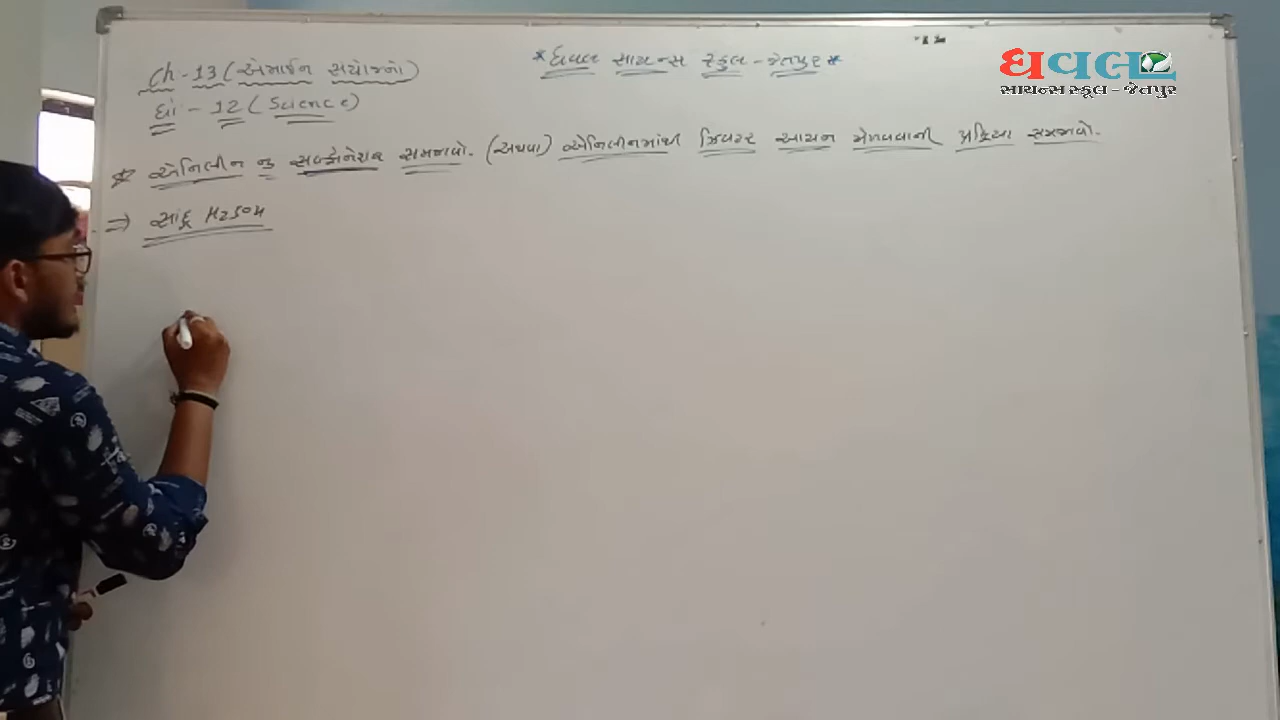 * ધવલ સાયન્સ સ્કુલ - જેતપુર *
ધવલ
સાયન્સ સ્કૂલ - જેતપુર
Ch - 13 (એમાઈન સંયોજનો)
ધો - 12 (Science)
* એનિલીન નુ સલ્ફોનેશન સમજાવો. (અથવા) એનિલીનમાંથી ઝ્વિટર આયન મેળવવાની પ્રક્રિયા સમજાવો.
⇒ સાંદ્ર H2SO4